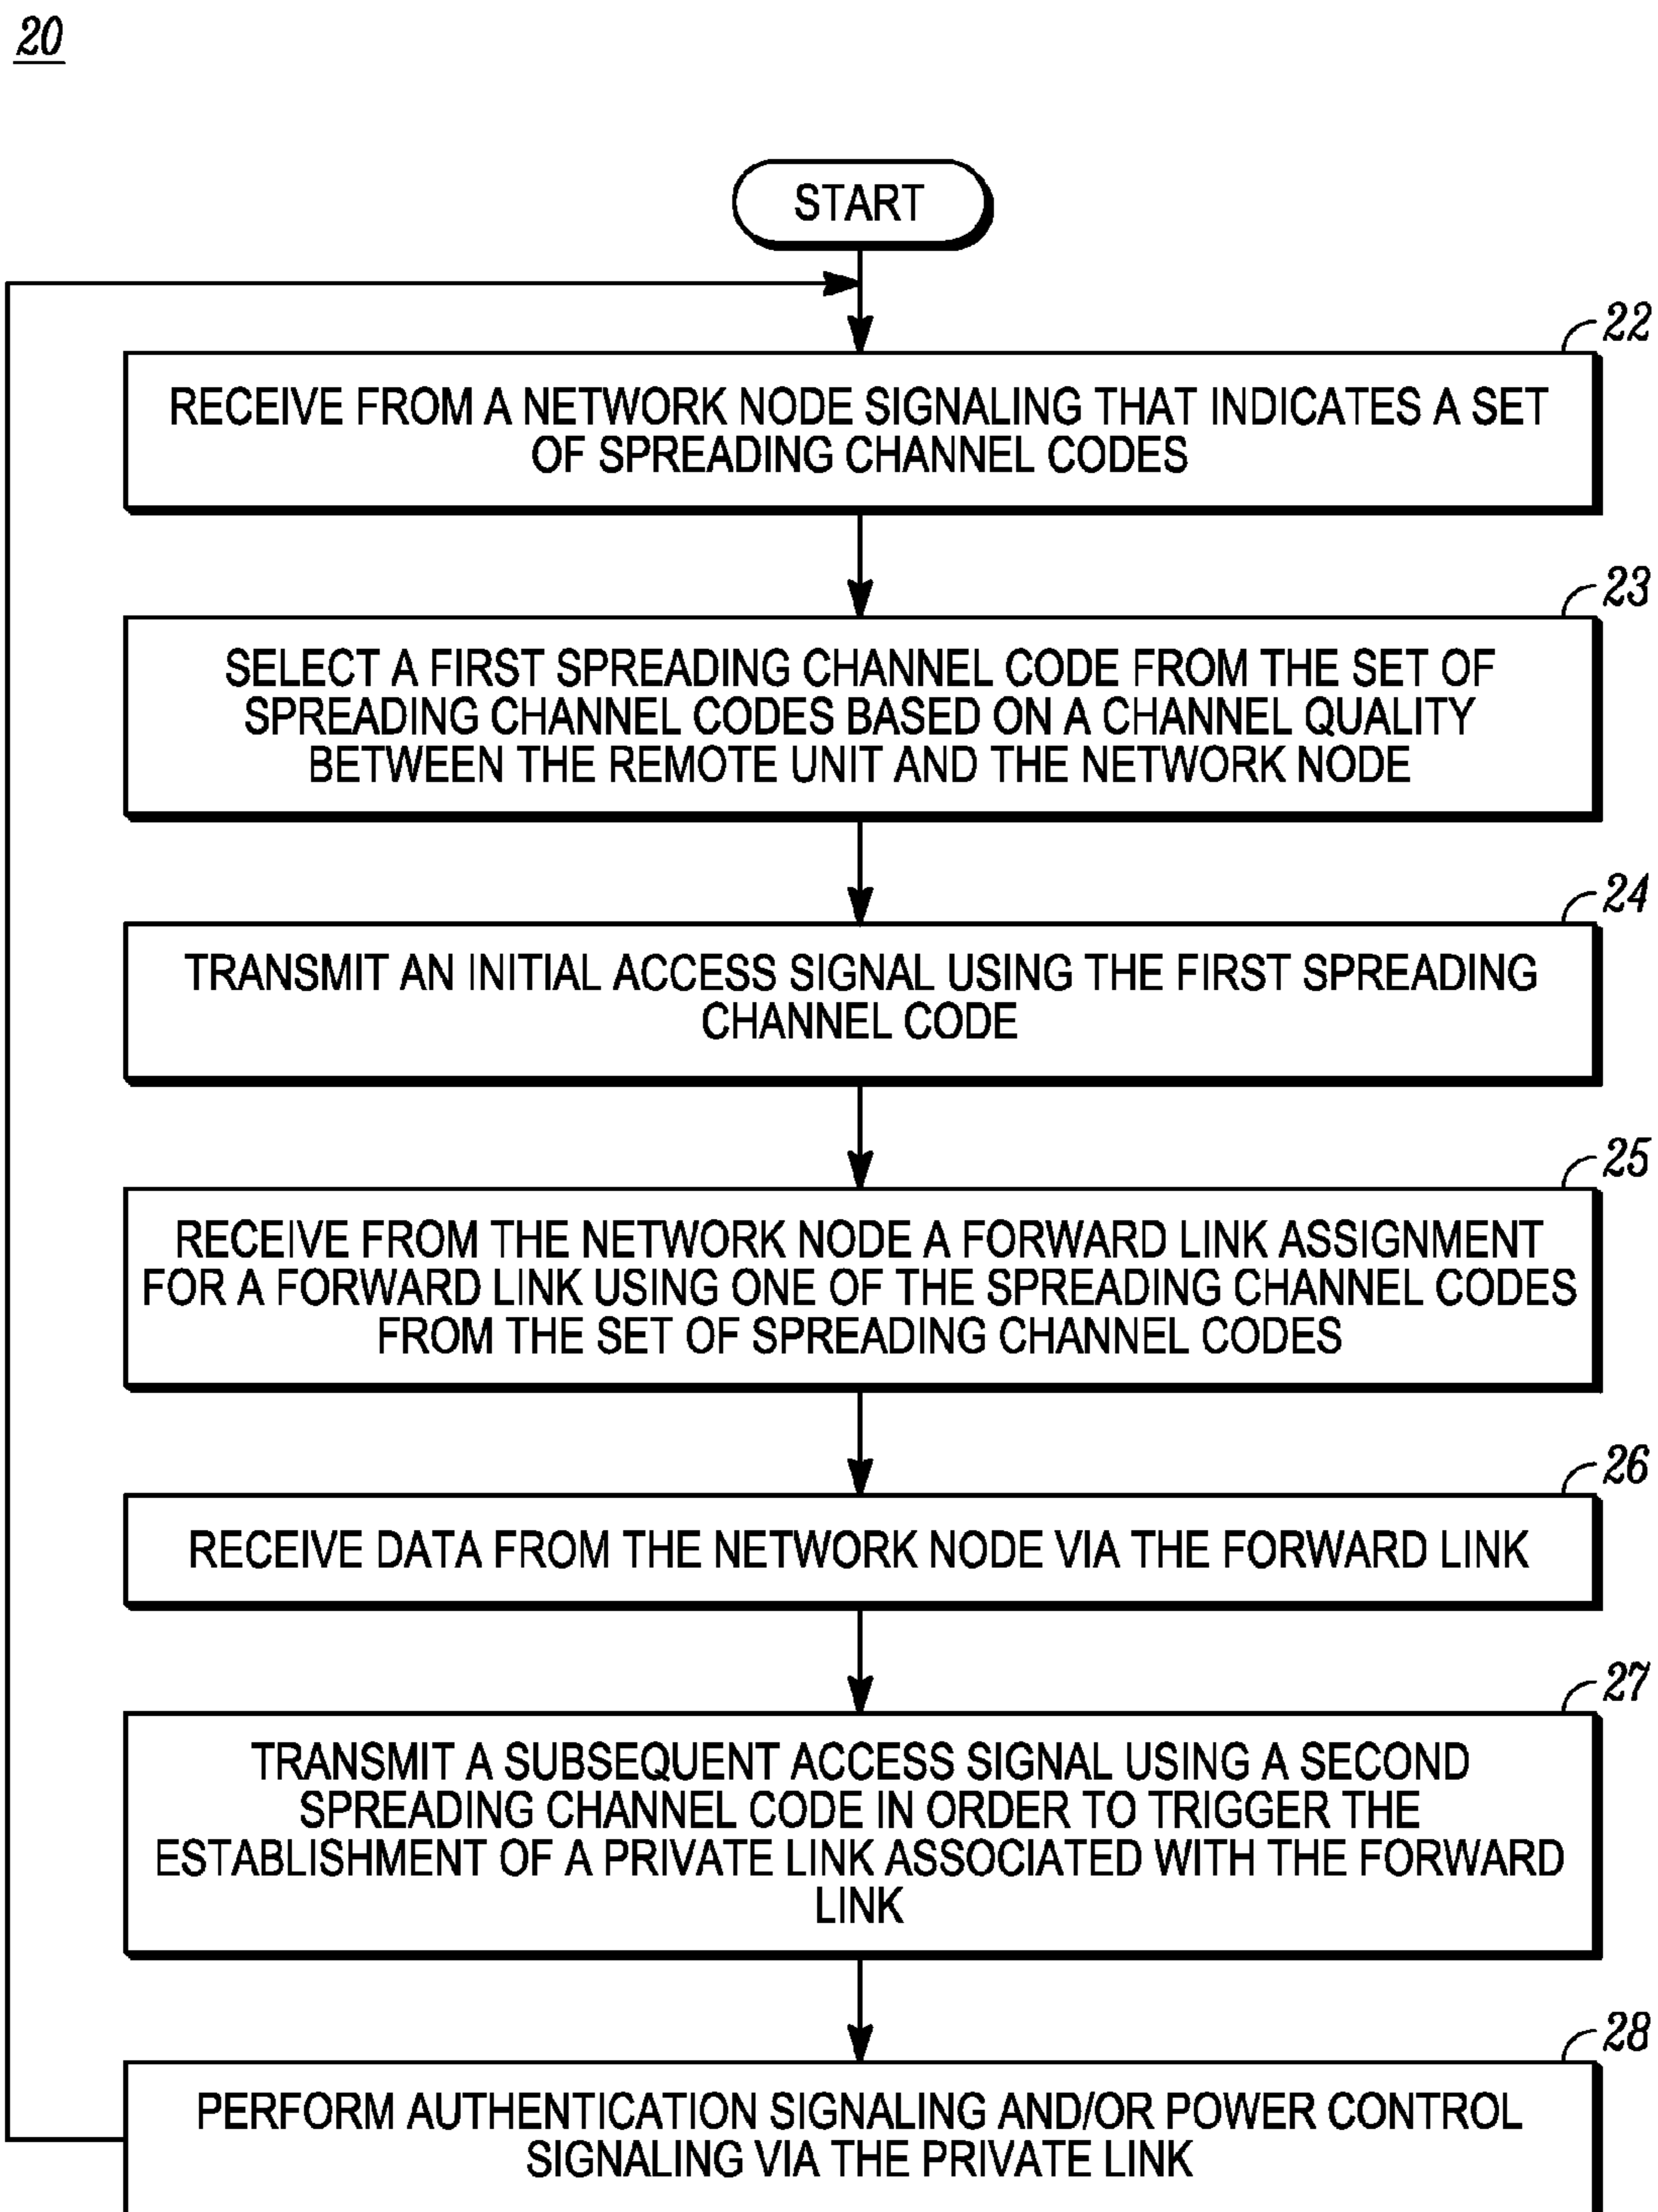 20
START
22
RECEIVE FROM A NETWORK NODE SIGNALING THAT INDICATES A SET
OF SPREADING CHANNEL CODES
23
SELECT A FIRST SPREADING CHANNEL CODE FROM THE SET OF
SPREADING CHANNEL CODES BASED ON A CHANNEL QUALITY
BETWEEN THE REMOTE UNIT AND THE NETWORK NODE
24
TRANSMIT AN INITIAL ACCESS SIGNAL USING THE FIRST SPREADING
CHANNEL CODE
25
RECEIVE FROM THE NETWORK NODE A FORWARD LINK ASSIGNMENT
FOR A FORWARD LINK USING ONE OF THE SPREADING CHANNEL CODES
FROM THE SET OF SPREADING CHANNEL CODES
26
RECEIVE DATA FROM THE NETWORK NODE VIA THE FORWARD LINK
27
TRANSMIT A SUBSEQUENT ACCESS SIGNAL USING A SECOND
SPREADING CHANNEL CODE IN ORDER TO TRIGGER THE
ESTABLISHMENT OF A PRIVATE LINK ASSOCIATED WITH THE FORWARD
LINK
28
PERFORM AUTHENTICATION SIGNALING AND/OR POWER CONTROL
SIGNALING VIA THE PRIVATE LINK